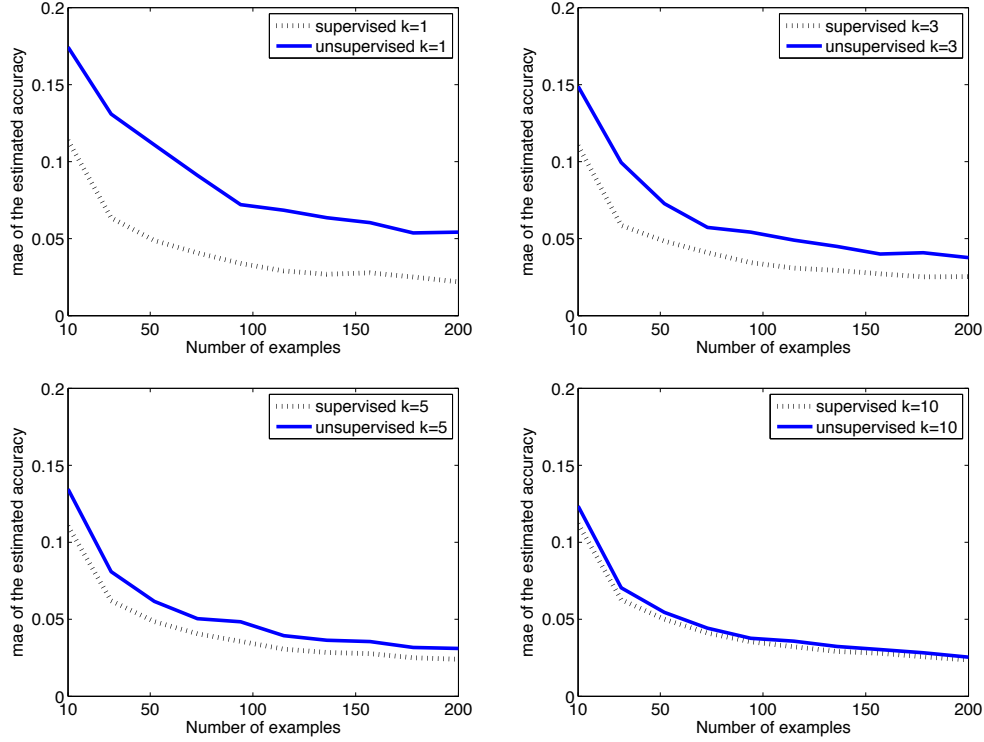 mae of the estimated accuracy
0.2
0.15
0.1
0.05
0
supervised k=1
unsupervised k=1
10 50 100 150 200
Number of examples
mae of the estimated accuracy
0.2
0.15
0.1
0.05
0
supervised k=3
unsupervised k=3
10 50 100 150 200
Number of examples
mae of the estimated accuracy
0.2
0.15
0.1
0.05
0
supervised k=5
unsupervised k=5
10 50 100 150 200
Number of examples
mae of the estimated accuracy
0.2
0.15
0.1
0.05
0
supervised k=10
unsupervised k=10
10 50 100 150 200
Number of examples